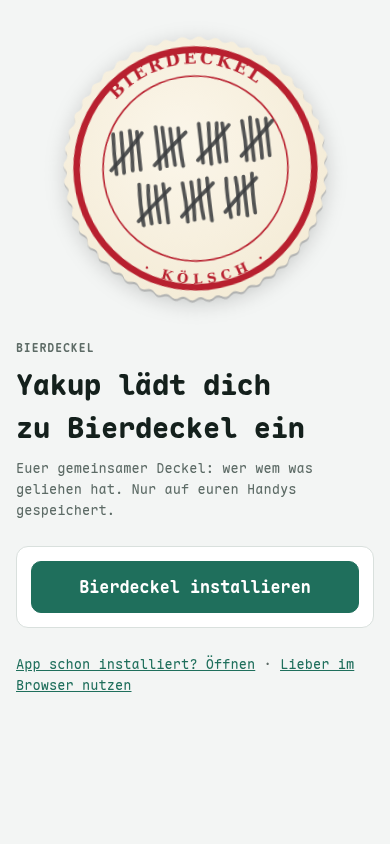 BIERDECKEL
· KÖLSCH ·
BIERDECKEL
Yakup lädt dich
zu Bierdeckel ein
Euer gemeinsamer Deckel: wer wem was
geliehen hat. Nur auf euren Handys
gespeichert.
Bierdeckel installieren
App schon installiert? Öffnen · Lieber im
Browser nutzen